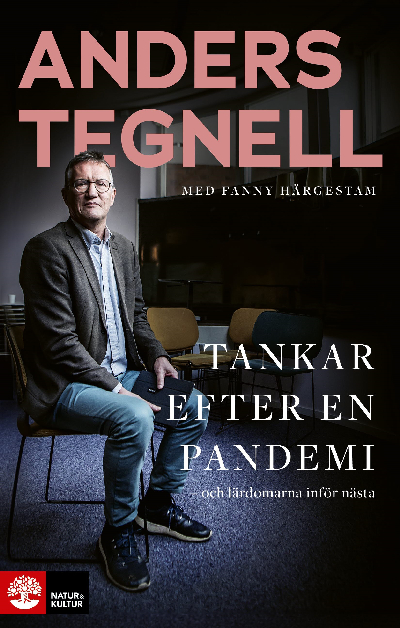 ANDERS
TEGNELL
MED FANNY HÄRGESTAM
TANKAR
EFTER EN
PANDEMI
och lärdomarna inför nästa
NATUR&
KULTUR